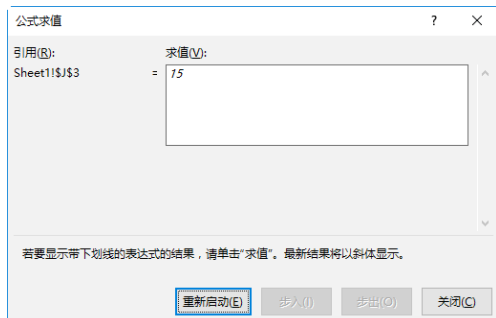 公式求值 ? ×
引用(R): 求值(V):
Sheet1!$J$3 = 15
若要显示带下划线的表达式的结果，请单击"求值"。最新结果将以斜体显示。
重新启动(E) 步入(I) 步出(O) 关闭(C)